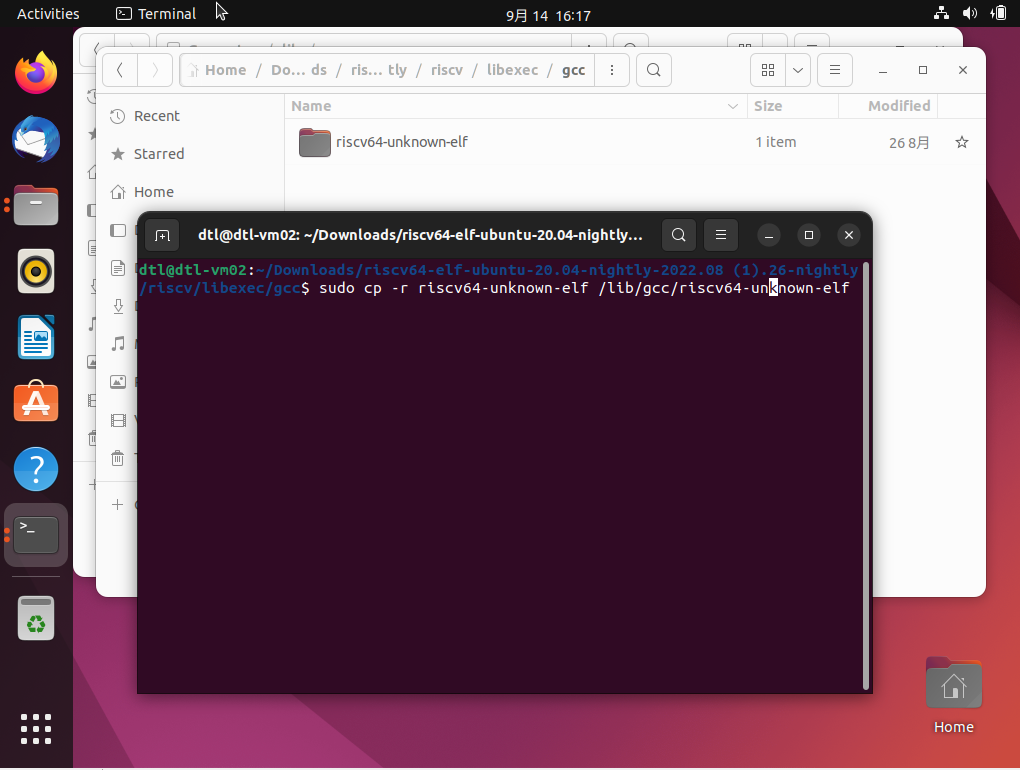 Activities
Terminal
9月 14 16:17
Home / Do… ds / ris… tly / riscv / libexec / gcc
Name
Size
Modified
Recent
riscv64-unknown-elf
1 item
26 8月
Starred
Home
dtl@dtl-vm02: ~/Downloads/riscv64-elf-ubuntu-20.04-nightly…
dtl@dtl-vm02:~/Downloads/riscv64-elf-ubuntu-20.04-nightly-2022.08 (1).26-nightly
/riscv/libexec/gcc$ sudo cp -r riscv64-unknown-elf /lib/gcc/riscv64-unknown-elf
Home